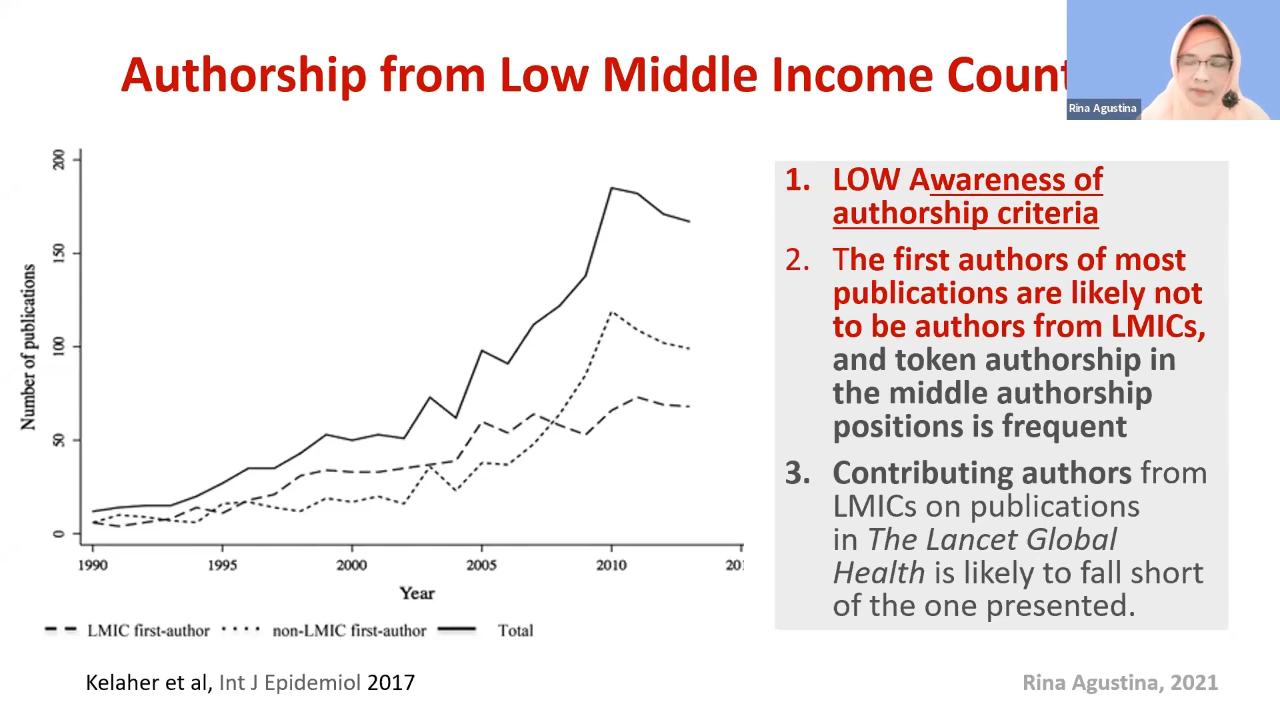 Authorship from Low Middle Income Count
Rina Agustina
200
150
100
50
0
Number of publications
1990
1995
2000
2005
2010
201
Year
LMIC first-author
non-LMIC first-author
Total
1. LOW Awareness of
authorship criteria
2. The first authors of most
publications are likely not
to be authors from LMICs,
and token authorship in
the middle authorship
positions is frequent
3. Contributing authors from
LMICs on publications
in The Lancet Global
Health is likely to fall short
of the one presented.
Kelaher et al, Int J Epidemiol 2017
Rina Agustina, 2021